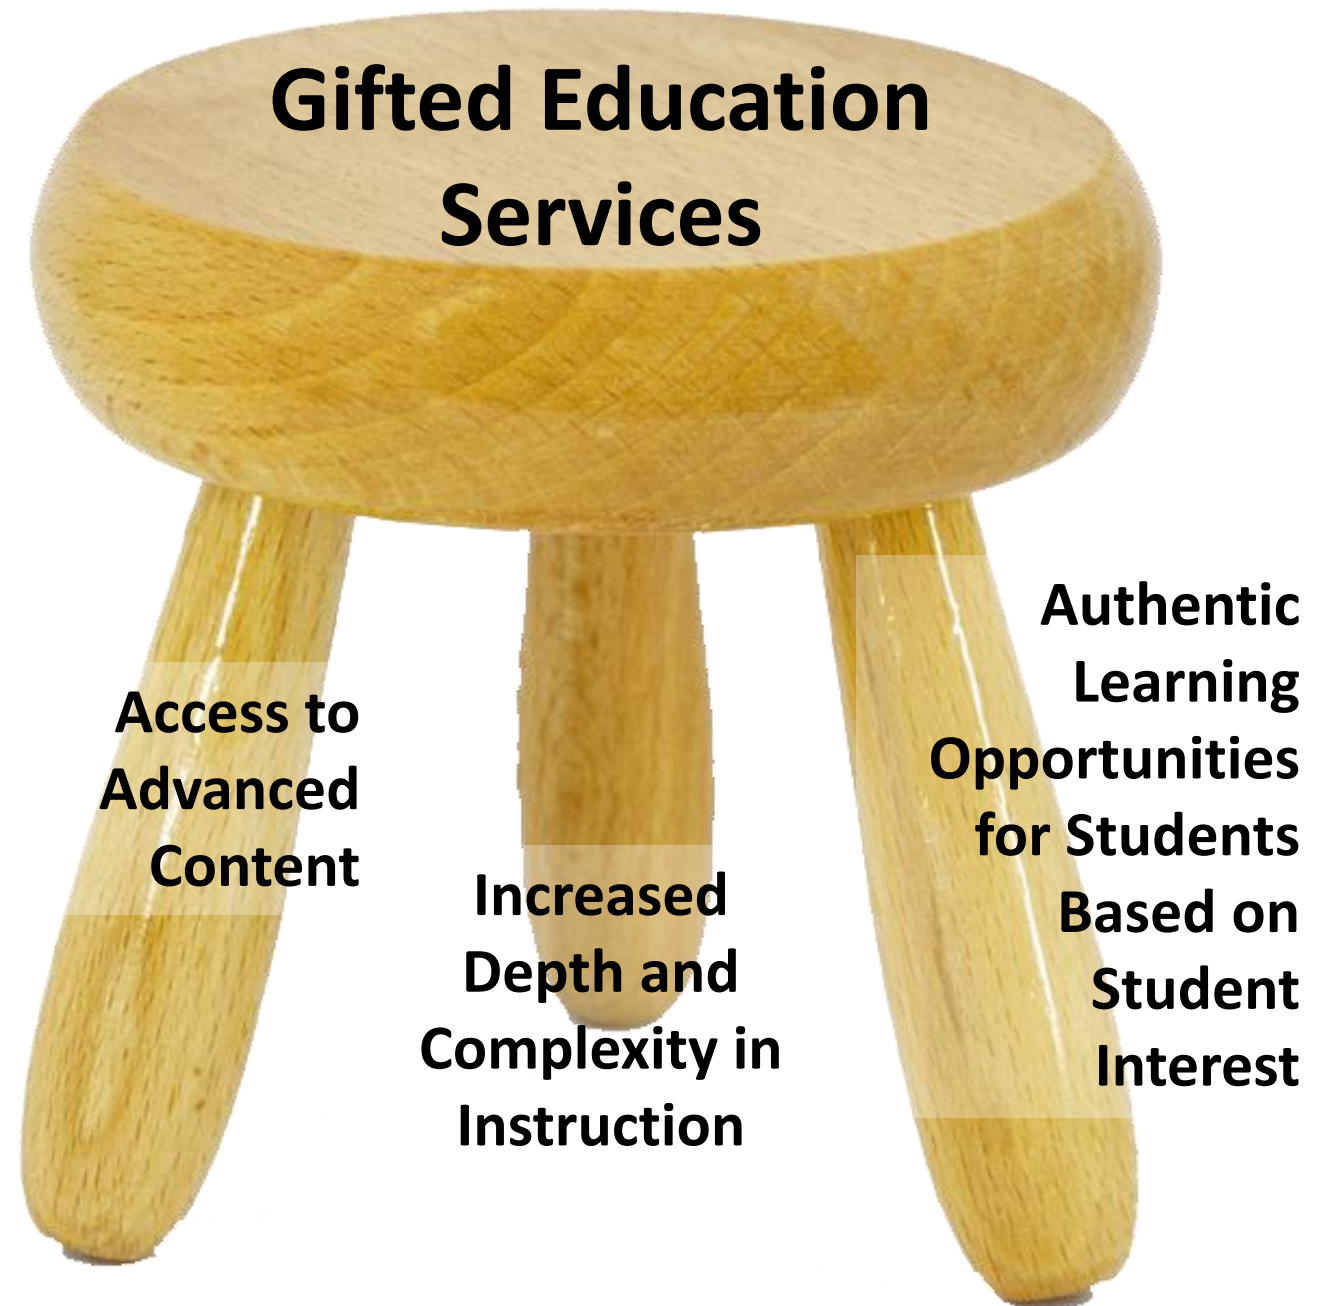 Gifted Education
Services
Access to
Advanced
Content
Increased
Depth and
Complexity in
Instruction
Authentic
Learning
Opportunities
for Students
Based on
Student
Interest